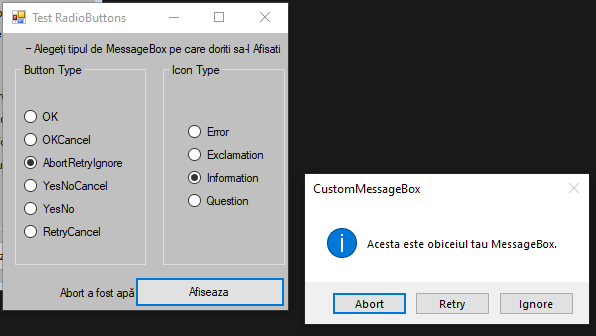 Test RadioButtons
– Alegeți tipul de MessageBox pe care doriti sa-l Afisati
Button Type
OK
OKCancel
AbortRetryIgnore
YesNoCancel
YesNo
RetryCancel
Icon Type
Error
Exclamation
Information
Question
Abort a fost apă
Afiseaza
CustomMessageBox
Acesta este obiceiul tau MessageBox.
Abort
Retry
Ignore